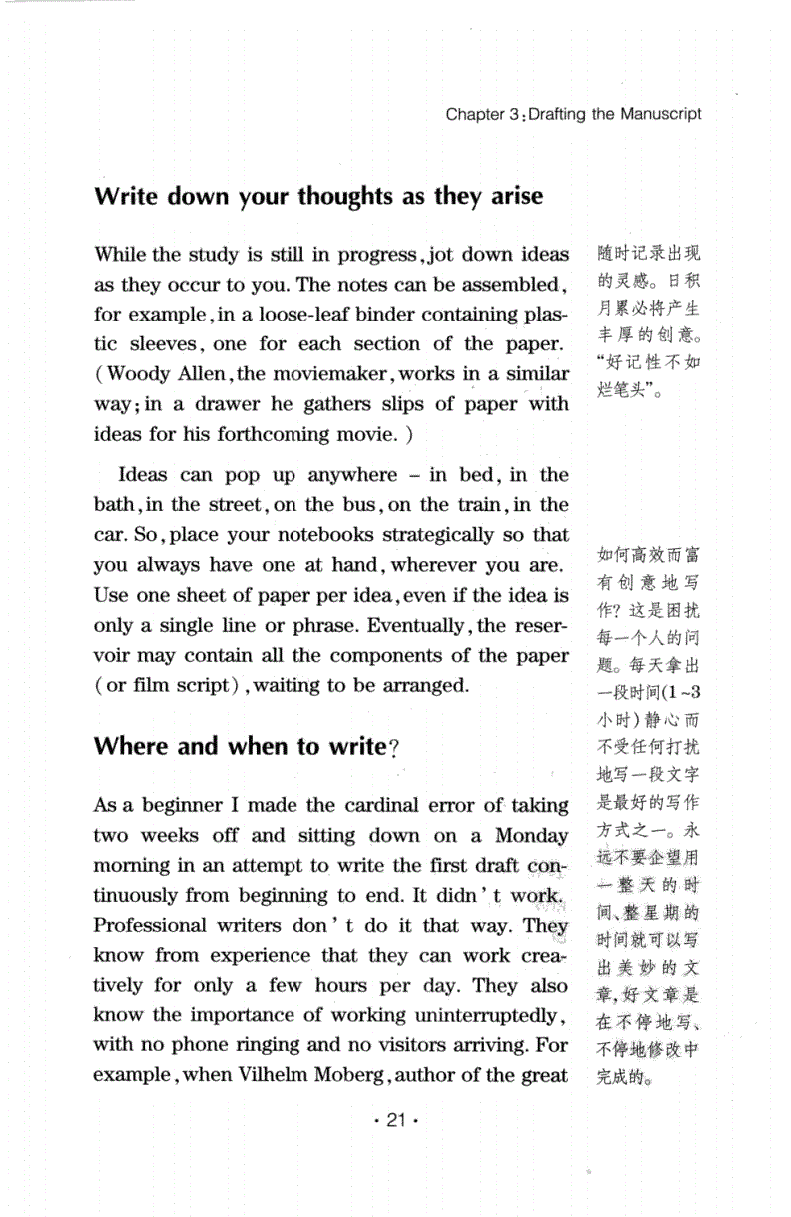 Chapter 3:Drafting the Manuscript
Write down your thoughts as they arise
While the study is still in progress,jot down ideas
as they occur to you. The notes can be assembled,
for example,in a loose-leaf binder containing plas-
tic sleeves, one for each section of the paper.
(Woody Allen,the moviemaker,works in a similar
way;in a drawer he gathers slips of paper with
ideas for his forthcoming movie. )
随时记录出现
的灵感。日积
月累必将产生
丰厚的创意。
“好记性不如
烂笔头”。
Ideas can pop up anywhere – in bed, in the
bath,in the street,on the bus,on the train,in the
car. So,place your notebooks strategically so that
you always have one at hand,wherever you are.
Use one sheet of paper per idea,even if the idea is
only a single line or phrase. Eventually,the reser-
voir may contain all the components of the paper
(or film script),waiting to be arranged.
Where and when to write?
As a beginner I made the cardinal error of taking
two weeks off and sitting down on a Monday
morning in an attempt to write the first draft con-
tinuously from beginning to end. It didn't work.
Professional writers don't do it that way. They
know from experience that they can work crea-
tively for only a few hours per day. They also
know the importance of working uninterruptedly,
with no phone ringing and no visitors arriving. For
example,when Vilhelm Moberg,author of the great
如何高效而富
有创意地写
作?这是困扰
每一个人的问
题。每天拿出
一段时间(1~3
小时)静心而
不受任何打扰
地写一段文字
是最好的写作
方式之一。永
远不要企望用
一整天的时
间、整星期的
时间就可以写
出美妙的文
章,好文章是
在不停地写、
不停地修改中
完成的。
· 21 ·